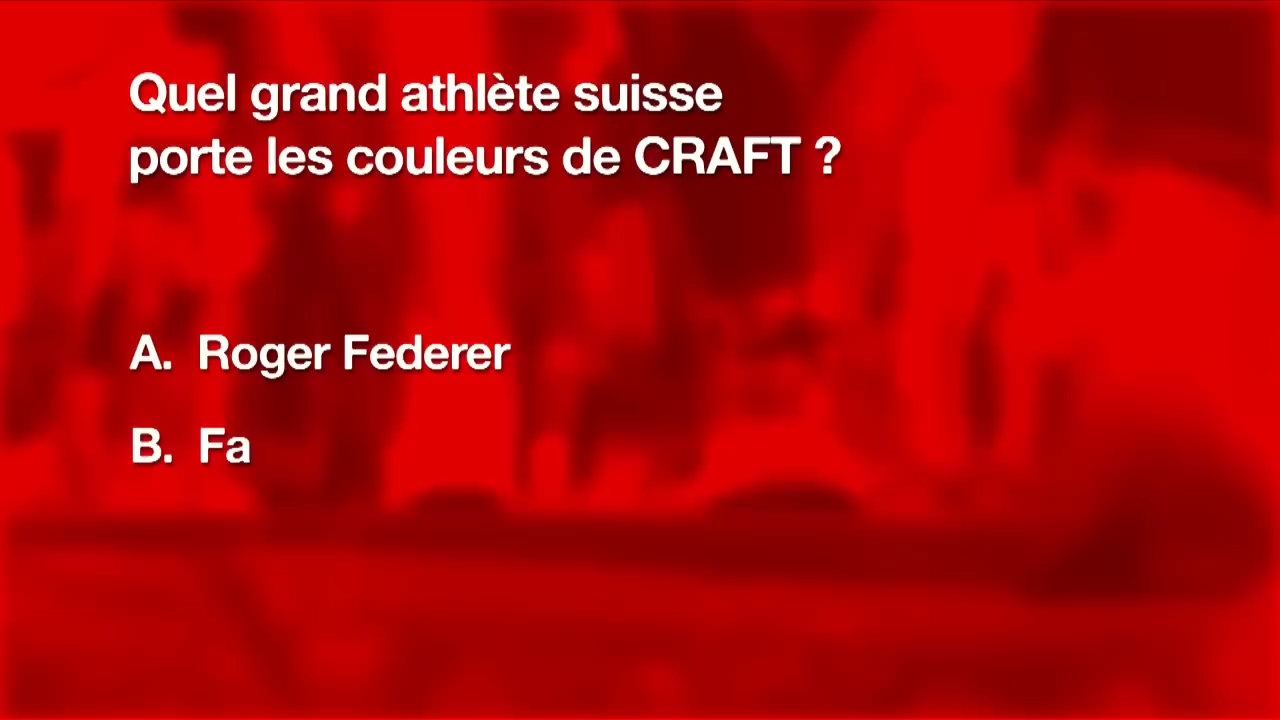 Quel grand athlète suisse
porte les couleurs de CRAFT ?
A. Roger Federer
B. Fa